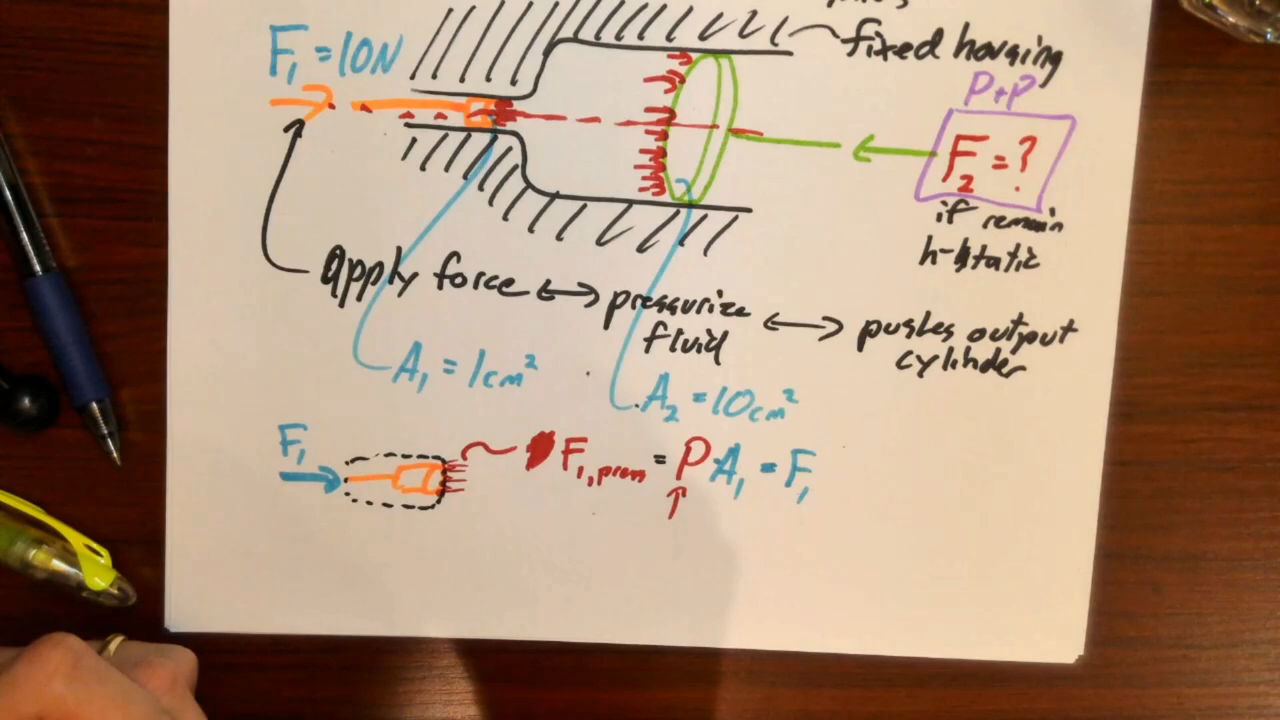 fixed housing
F₁ = 10N
P+P
F₂ = ?
if remain
h-static
apply force ↔ pressurize fluid ↔ pushes output cylinder
A₁ = 1cm²
A₂ = 10cm²
F₁
F₁,press = P A₁ = F₁